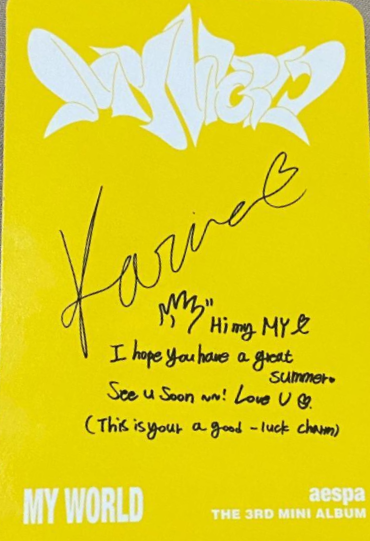 MY WORLD
Karina
Hi my MY
I hope you have a great
summer.
See u soon ~~! Love U
(This is your a good-luck charm)
MY WORLD
aespa
THE 3RD MINI ALBUM